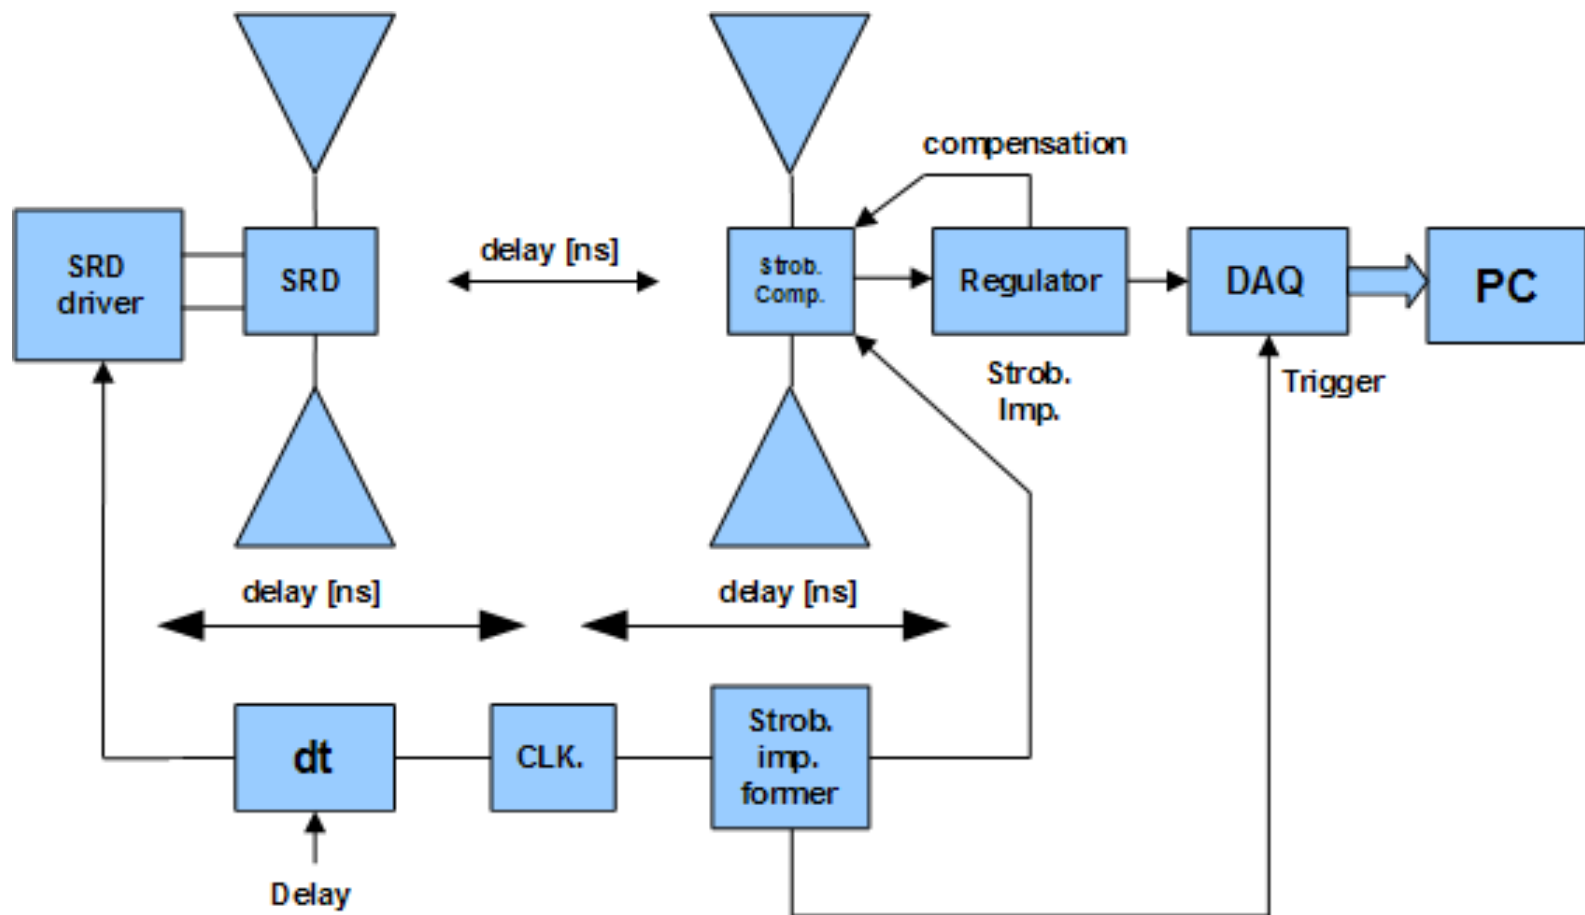 compensation
SRD
driver
SRD
delay [ns]
Strob.
Comp.
Regulator
DAQ
PC
Strob.
Imp.
Trigger
delay [ns]
delay [ns]
dt
CLK.
Strob.
imp.
former
Delay